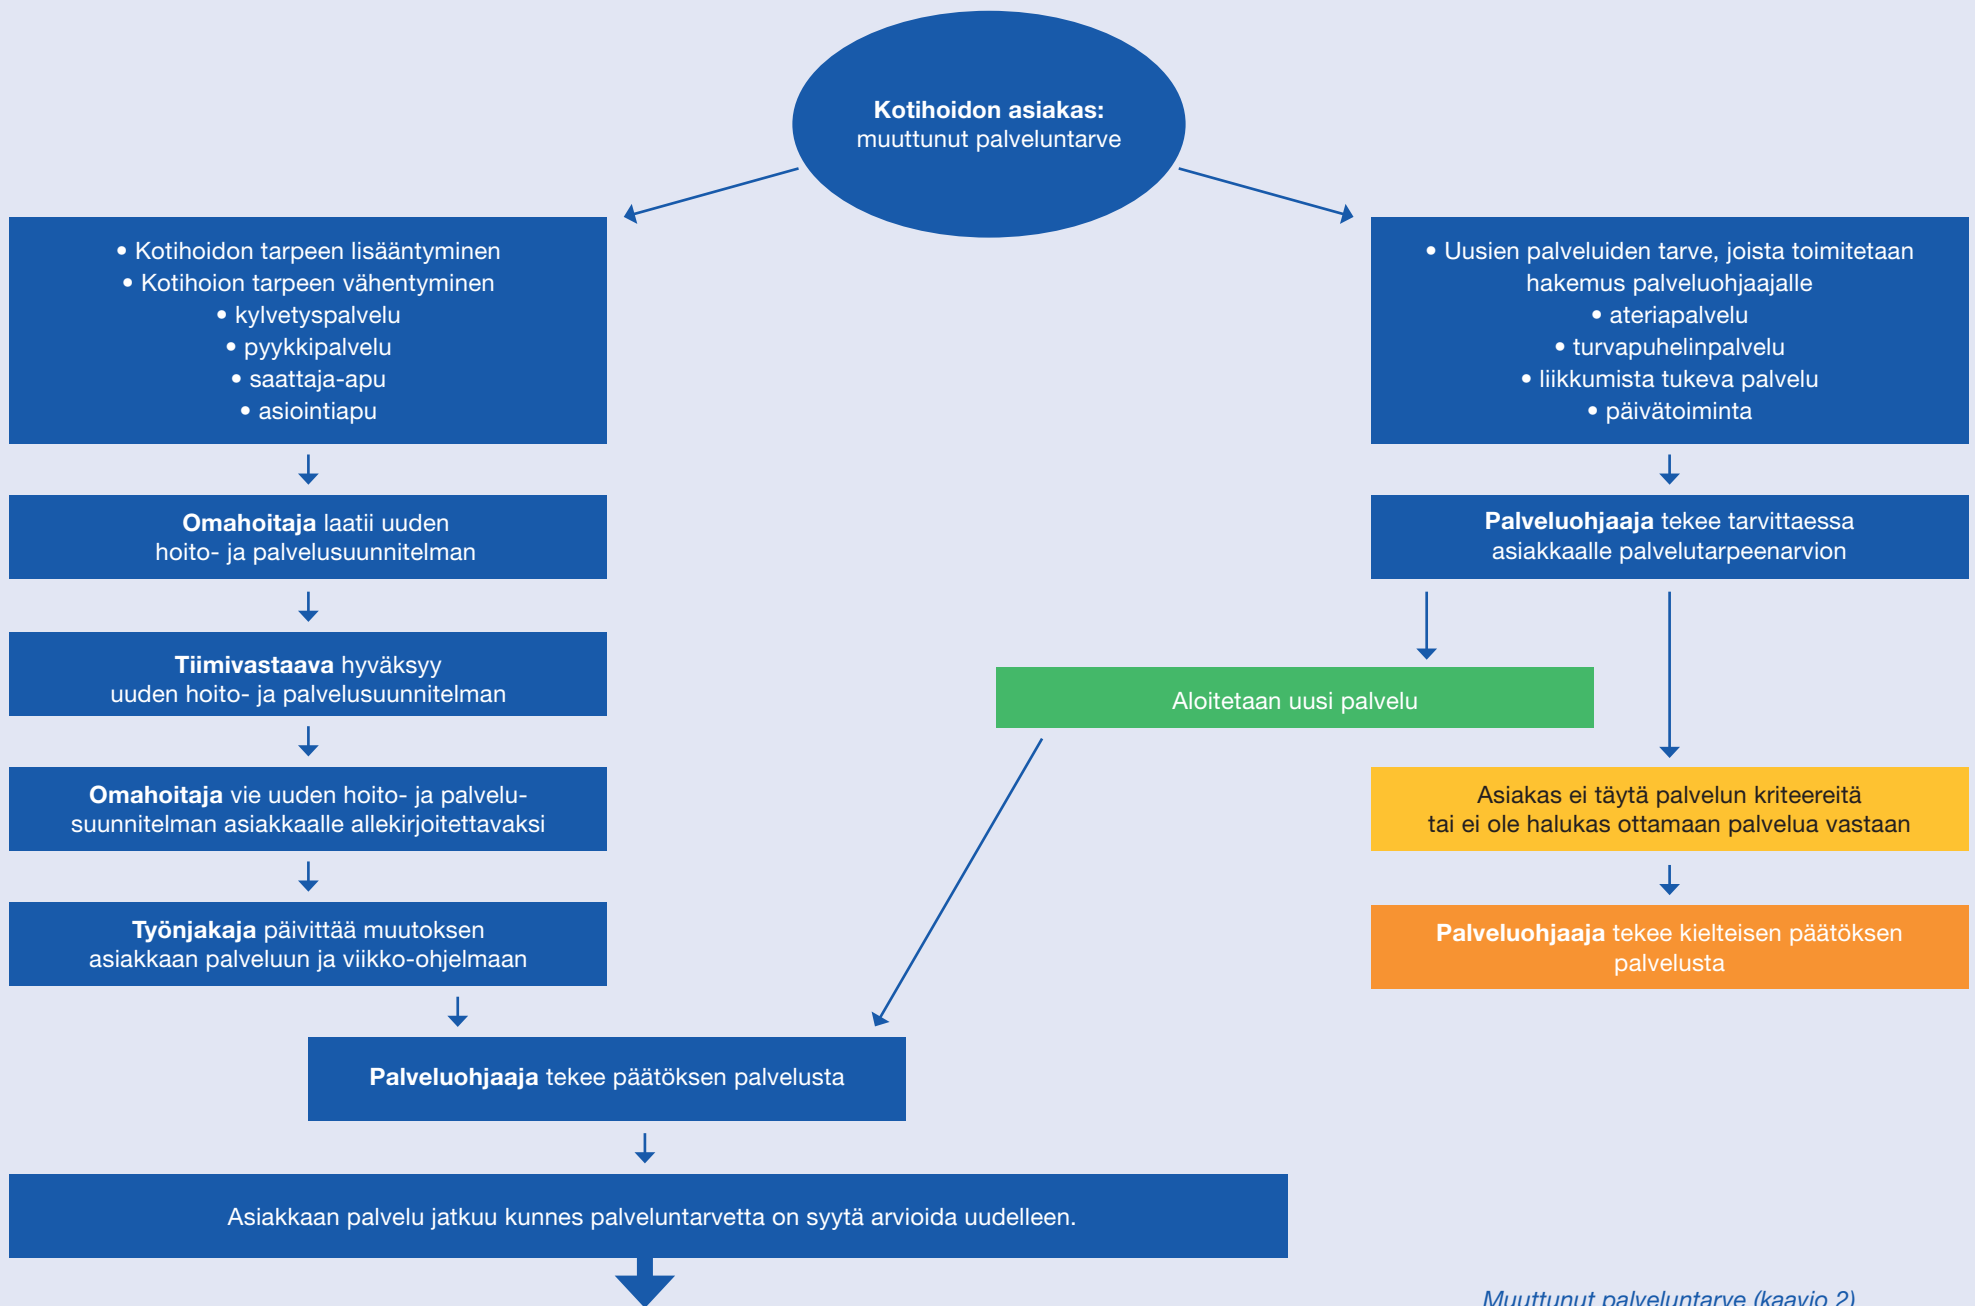 Kotihoidon asiakas:
muuttunut palveluntarve
• Kotihoidon tarpeen lisääntyminen
• Kotihoion tarpeen vähentyminen
• kylvetyspalvelu
• pyykkipalvelu
• saattaja-apu
• asiointiapu
Omahoitaja laatii uuden
hoito- ja palvelusuunnitelman
Tiimivastaava hyväksyy
uuden hoito- ja palvelusuunnitelman
Omahoitaja vie uuden hoito- ja palvelu-
suunnitelman asiakkaalle allekirjoitettavaksi
Työnjakaja päivittää muutoksen
asiakkaan palveluun ja viikko-ohjelmaan
• Uusien palveluiden tarve, joista toimitetaan
hakemus palveluohjaajalle
• ateriapalvelu
• turvapuhelinpalvelu
• liikkumista tukeva palvelu
• päivätoiminta
Palveluohjaaja tekee tarvittaessa
asiakkaalle palvelutarpeenarvion
Aloitetaan uusi palvelu
Asiakas ei täytä palvelun kriteereitä
tai ei ole halukas ottamaan palvelua vastaan
Palveluohjaaja tekee kielteisen päätöksen
palvelusta
Palveluohjaaja tekee päätöksen palvelusta
Asiakkaan palvelu jatkuu kunnes palveluntarvetta on syytä arvioida uudelleen.
Muuttunut palveluntarve (kaavio 2)